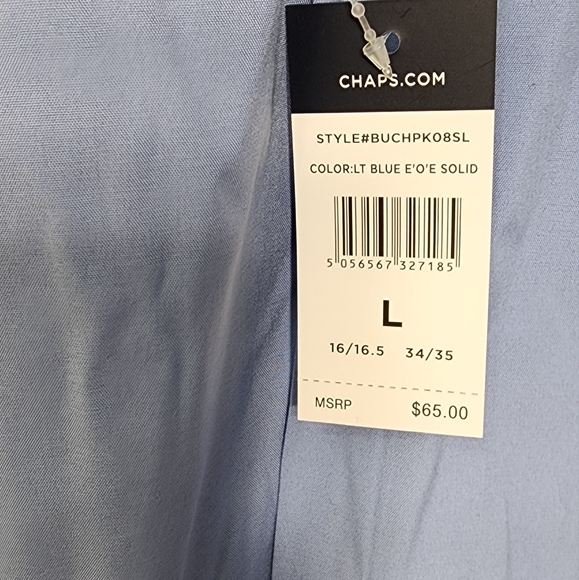 CHAPS.COM
STYLE#BUCHPK08SL
COLOR:LT BLUE E'O'E SOLID
5 056567 327185
L
16/16.5 34/35
MSRP $65.00